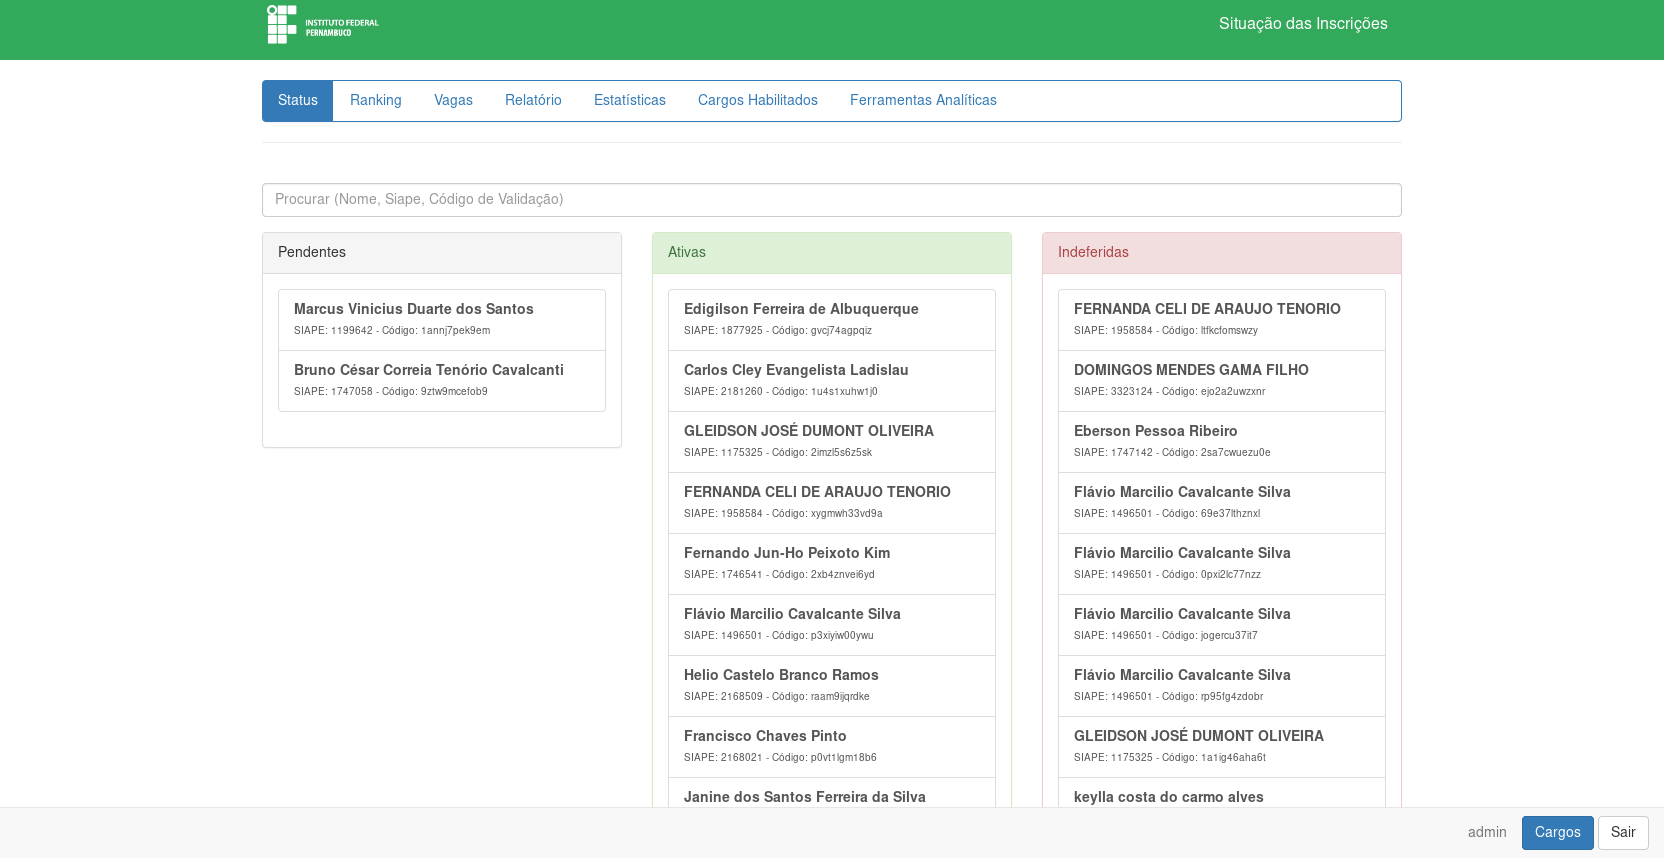 INSTITUTO FEDERAL
PERNAMBUCO
Situação das Inscrições
Status
Ranking
Vagas
Relatório
Estatísticas
Cargos Habilitados
Ferramentas Analíticas
Procurar (Nome, Siape, Código de Validação)
Pendentes
Marcus Vinicius Duarte dos Santos
SIAPE: 1199642 - Código: 1annj7pek9em
Bruno César Correia Tenório Cavalcanti
SIAPE: 1747058 - Código: 9ztw9mcefob9
Ativas
Edigilson Ferreira de Albuquerque
SIAPE: 1877925 - Código: gvcj74agpqiz
Carlos Cley Evangelista Ladislau
SIAPE: 2181260 - Código: 1u4s1xuhw1j0
GLEIDSON JOSÉ DUMONT OLIVEIRA
SIAPE: 1175325 - Código: 2imzl5s6z5sk
FERNANDA CELI DE ARAUJO TENORIO
SIAPE: 1958584 - Código: xygmwh33vd9a
Fernando Jun-Ho Peixoto Kim
SIAPE: 1746541 - Código: 2xb4znvei6yd
Flávio Marcilio Cavalcante Silva
SIAPE: 1496501 - Código: p3xiyiw00ywu
Helio Castelo Branco Ramos
SIAPE: 2168509 - Código: raam9ijqrdke
Francisco Chaves Pinto
SIAPE: 2168021 - Código: p0vt1lgm18b6
Janine dos Santos Ferreira da Silva
Indeferidas
FERNANDA CELI DE ARAUJO TENORIO
SIAPE: 1958584 - Código: ltfkcfomswzy
DOMINGOS MENDES GAMA FILHO
SIAPE: 3323124 - Código: ejo2a2uwzxnr
Eberson Pessoa Ribeiro
SIAPE: 1747142 - Código: 2sa7cwuezu0e
Flávio Marcilio Cavalcante Silva
SIAPE: 1496501 - Código: 69e37lthznxl
Flávio Marcilio Cavalcante Silva
SIAPE: 1496501 - Código: 0pxi2lc77nzz
Flávio Marcilio Cavalcante Silva
SIAPE: 1496501 - Código: jogercu37it7
Flávio Marcilio Cavalcante Silva
SIAPE: 1496501 - Código: rp95fg4zdobr
GLEIDSON JOSÉ DUMONT OLIVEIRA
SIAPE: 1175325 - Código: 1a1ig46aha6t
keylla costa do carmo alves
admin
Cargos
Sair